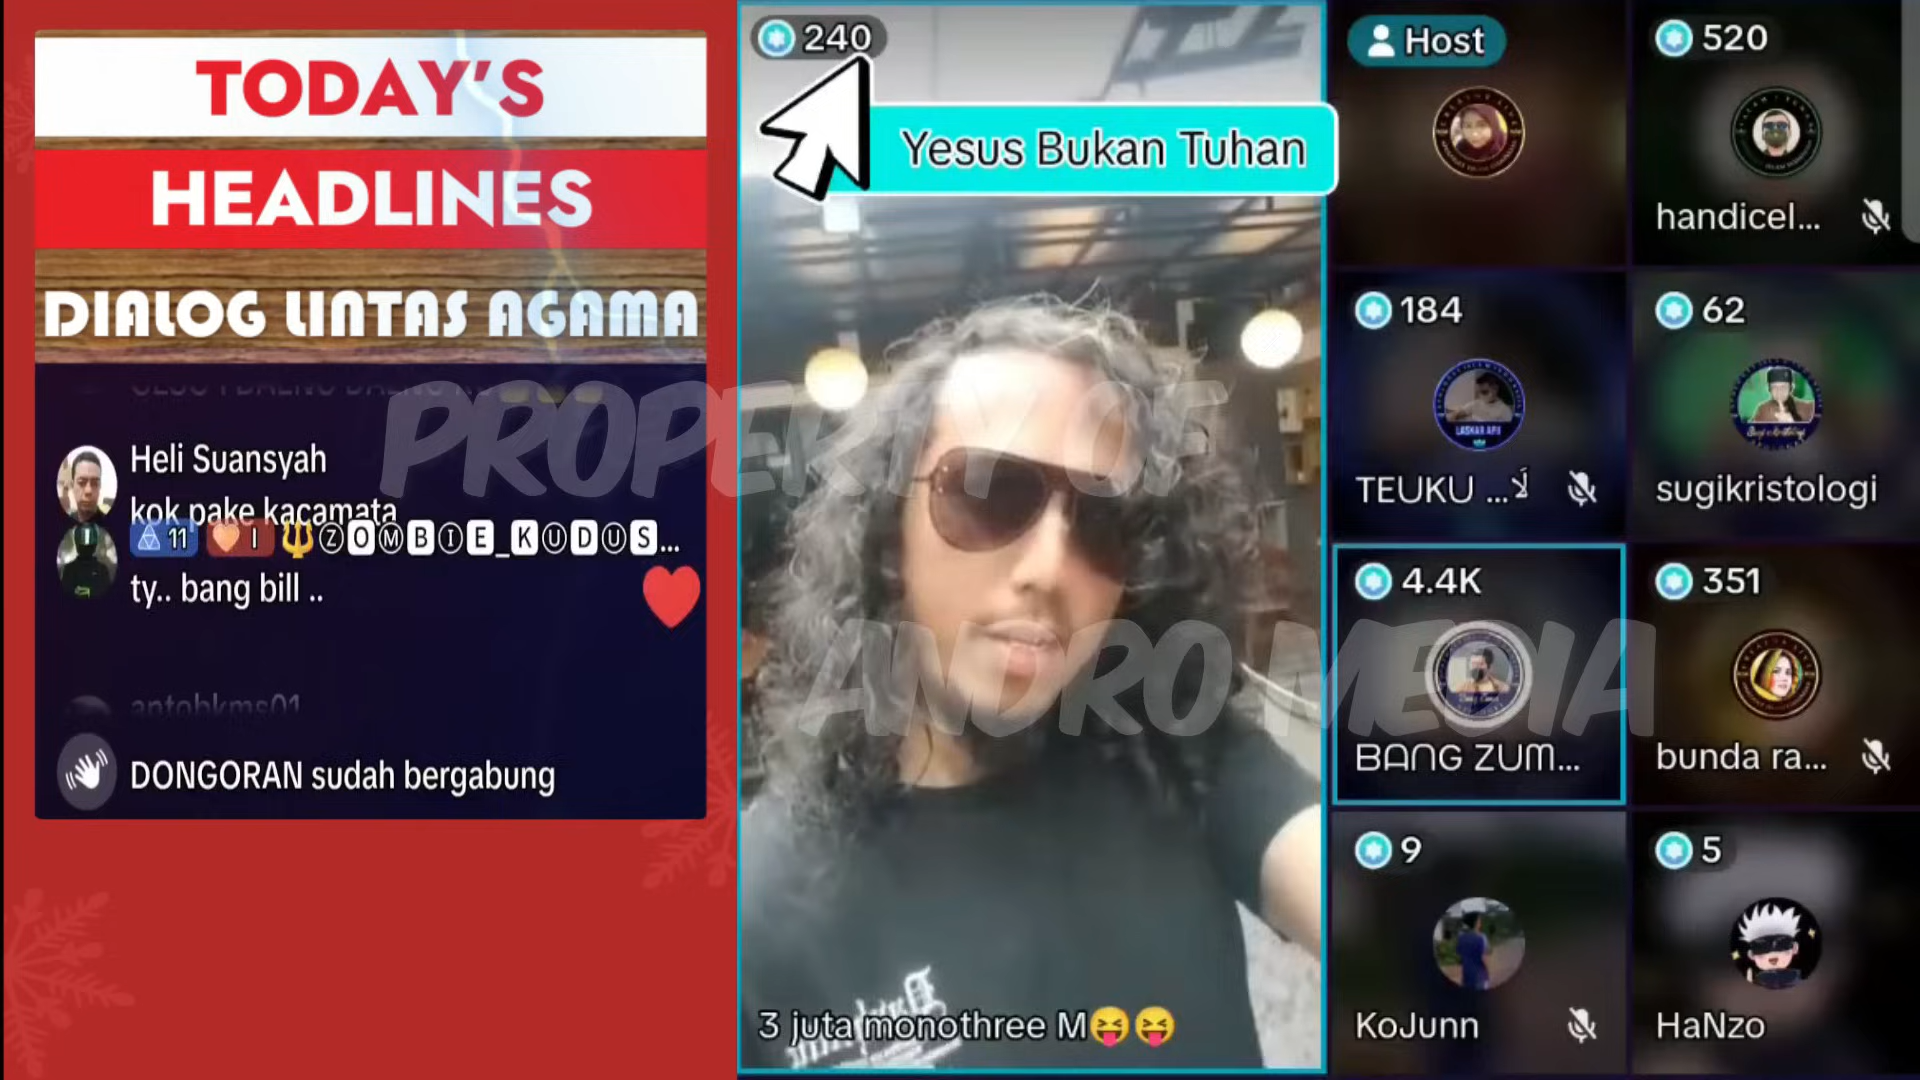 TODAY'S
HEADLINES
DIALOG LINTAS AGAMA
Heli Suansyah
kok pake kacamata
11 I 🔱ⓏⓄⓂⒷⒾⒺ_ⓀⓊⒹⓊⓈ...
ty.. bang bill ..
antobkms01
DONGORAN sudah bergabung
240
Yesus Bukan Tuhan
PROPERTY OF
ANDRO MEDIA
3 juta monothree M😝😝
Host
520
handicel...
184
TEUKU ...
62
sugikristologi
4.4K
BANG ZUM...
351
bunda ra...
9
KoJunn
5
HaNzo